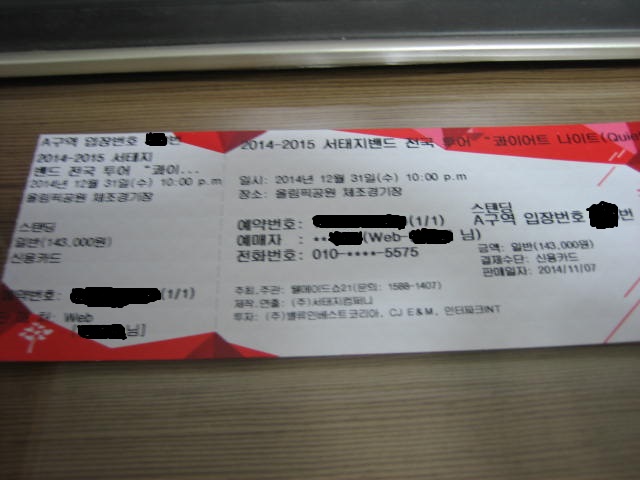 A구역 입장번호 번
2014-2015 서태지
밴드 전국 투어 "콰이...
2014년 12월 31일(수) 10:00 p.m
올림픽공원 체조경기장
스탠딩
일반(143,000원)
신용카드
약번호: (1/1)
Web
님]
2014-2015 서태지밴드 전국 투어 "콰이어트 나이트(Quie
일시: 2014년 12월 31일(수) 10:00 p.m
장소: 올림픽공원 체조경기장
예약번호: (1/1)
예매자 : ** (Web- 님)
전화번호: 010-****-5575
스탠딩
A구역 입장번호 번
금액: 일반(143,000원)
결제수단: 신용카드
판매일자: 2014/11/07
주최,주관: 웰메이드쇼21(문의: 1588-1407)
제작,연출: (주)서태지컴퍼니
투자: (주)밸류인베스트코리아, CJ E&M, 인터파크INT